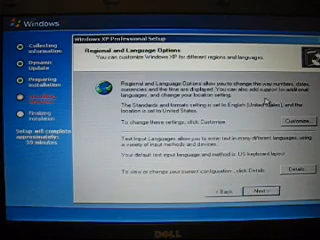 Windows
Windows XP Professional Setup
Regional and Language Options
You can customize Windows XP for different regions and languages.
Collecting
information
Dynamic
Update
Preparing
installation
Installing
Windows
Finalizing
installation
Setup will complete
in approximately:
39 minutes
Regional and Language Options allow you to change the way numbers, dates,
currencies and the time are displayed. You can also add support for additional
languages, and change your location setting.
The Standards and formats setting is set to English (United States), and the
location is set to United States.
To change these settings, click Customize.
Customize...
Text Input Languages allow you to enter text in many different languages, using
a variety of input methods and devices.
Your default text input language and method is: US keyboard layout
To view or change your current configuration, click Details.
Details...
< Back
Next >
DELL